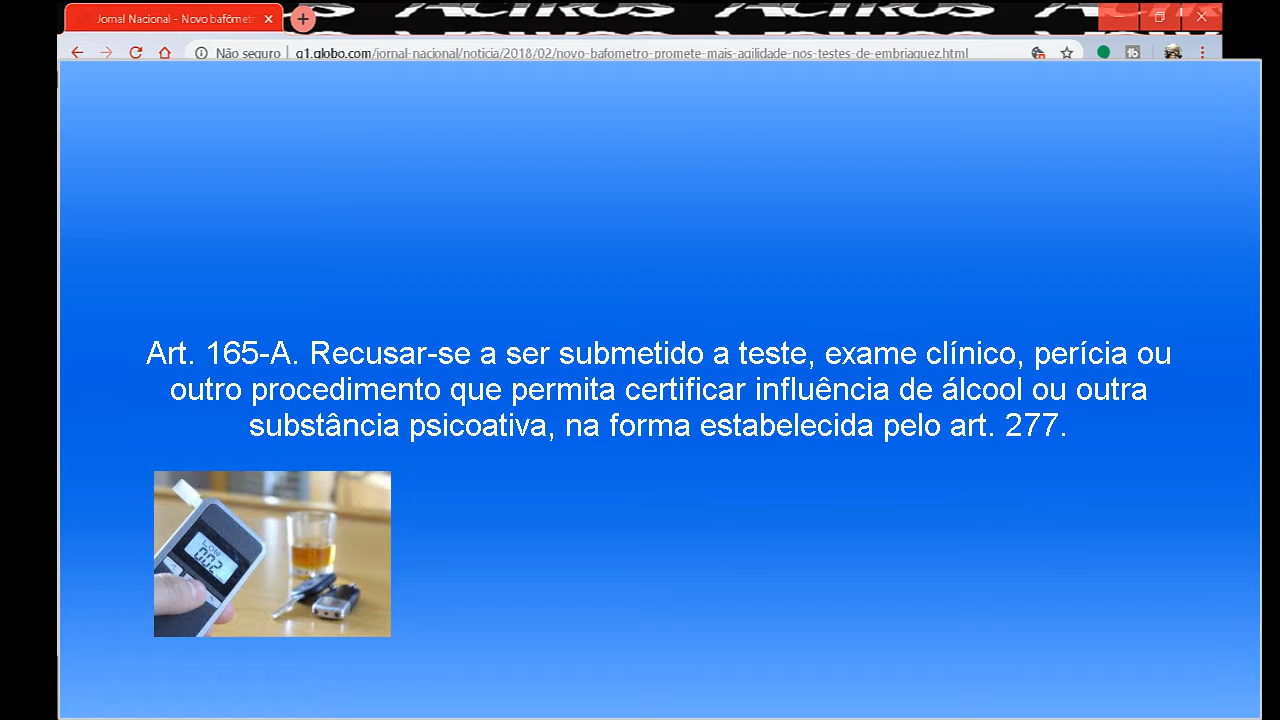 Jornal Nacional - Novo bafômetr
Não seguro
g1.globo.com/jornal-nacional/noticia/2018/02/novo-bafometro-promete-mais-agilidade-nos-testes-de-embriaguez.html
Art. 165-A. Recusar-se a ser submetido a teste, exame clínico, perícia ou
outro procedimento que permita certificar influência de álcool ou outra
substância psicoativa, na forma estabelecida pelo art. 277.